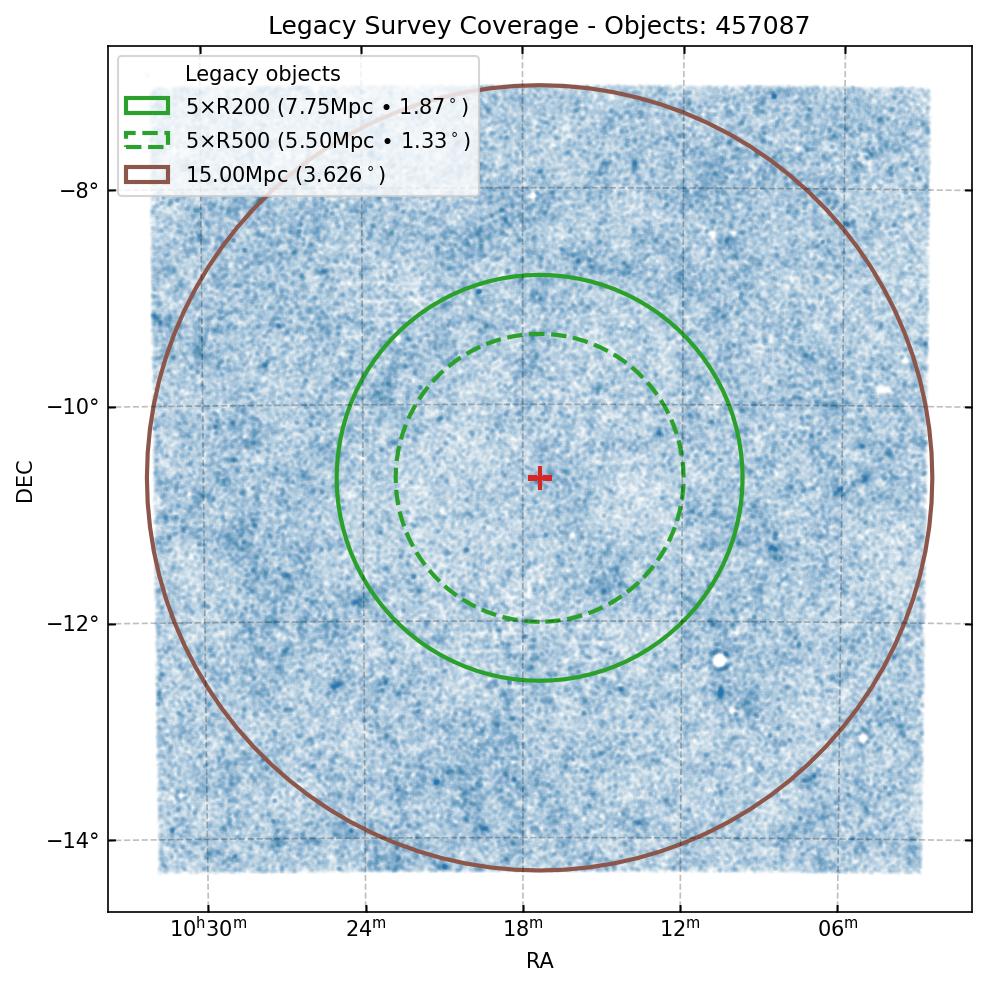 Legacy Survey Coverage - Objects: 457087
Legacy objects
5×R200 (7.75Mpc • 1.87°)
5×R500 (5.50Mpc • 1.33°)
15.00Mpc (3.626°)
−8°
−10°
−12°
−14°
DEC
10ʰ30ᵐ 24ᵐ 18ᵐ 12ᵐ 06ᵐ
RA